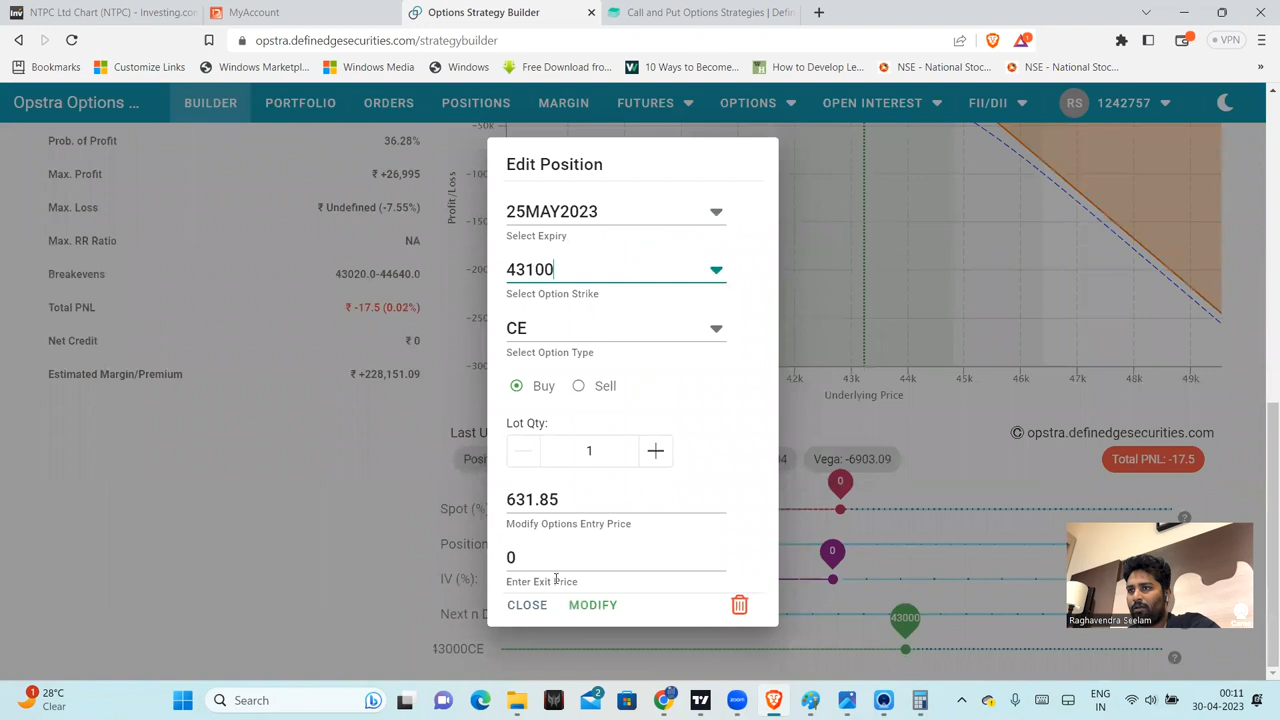 NTPC Ltd Chart (NTPC) - Investing.co
MyAccount
Options Strategy Builder
Call and Put Options Strategies | Defin
opstra.definedgesecurities.com/strategybuilder
VPN
Bookmarks
Customize Links
Windows Marketpl...
Windows Media
Windows
Free Download fro...
10 Ways to Become...
How to Develop Le...
NSE - National Stoc...
NSE - National Stoc...
Opstra Options ...
BUILDER
PORTFOLIO
ORDERS
POSITIONS
MARGIN
FUTURES
OPTIONS
OPEN INTEREST
FII/DII
RS
1242757
Prob. of Profit 36.28%
Max. Profit ₹ +26,995
Max. Loss ₹ Undefined (-7.55%)
Max. RR Ratio NA
Breakevens 43020.0-44640.0
Total PNL ₹ -17.5 (0.02%)
Net Credit ₹ 0
Estimated Margin/Premium ₹ +228,151.09
Edit Position
25MAY2023
Select Expiry
43100
Select Option Strike
CE
Select Option Type
Buy Sell
Lot Qty:
1
631.85
Modify Options Entry Price
0
Enter Exit Price
CLOSE MODIFY
Profit/Loss
-50k
42k 43k 44k 45k 46k 47k 48k 49k
Underlying Price
© opstra.definedgesecurities.com
Vega: -6903.09
Total PNL: -17.5
0
Spot (%)
0
IV (%):
43000
43000CE
Raghavendra Seelam
1
28°C
Clear
Search
2
ENG
IN
00:11
30-04-2023